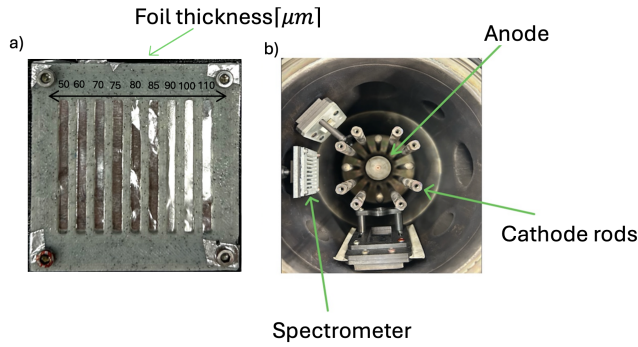 Foil thickness[μm]
a)
50 60 70 75 80 85 90 100 110
b)
Anode
Cathode rods
Spectrometer